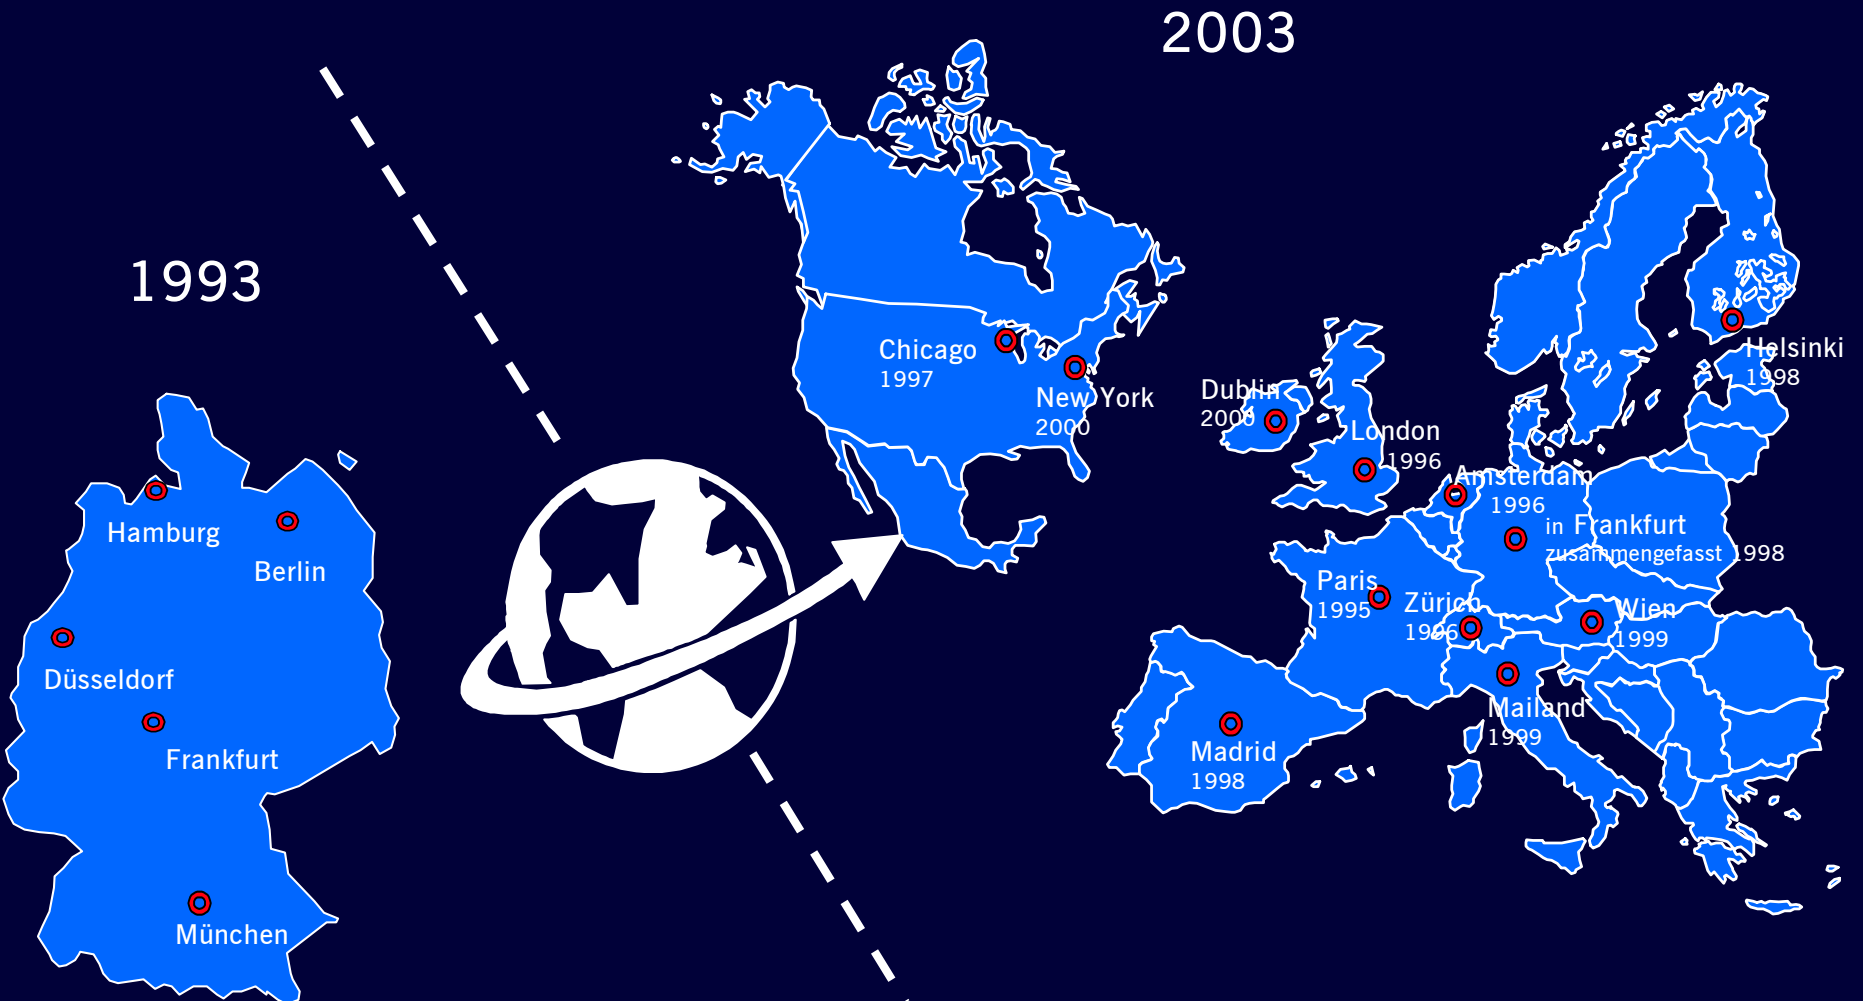 2003
1993
Hamburg
Berlin
Düsseldorf
Frankfurt
München
Chicago
1997
New York
2000
Dublin
2000
London
1996
Helsinki
1998
Amsterdam
1996
in Frankfurt
zusammengefasst 1998
Paris
1995
Zürich
1996
Wien
1999
Mailand
1999
Madrid
1998